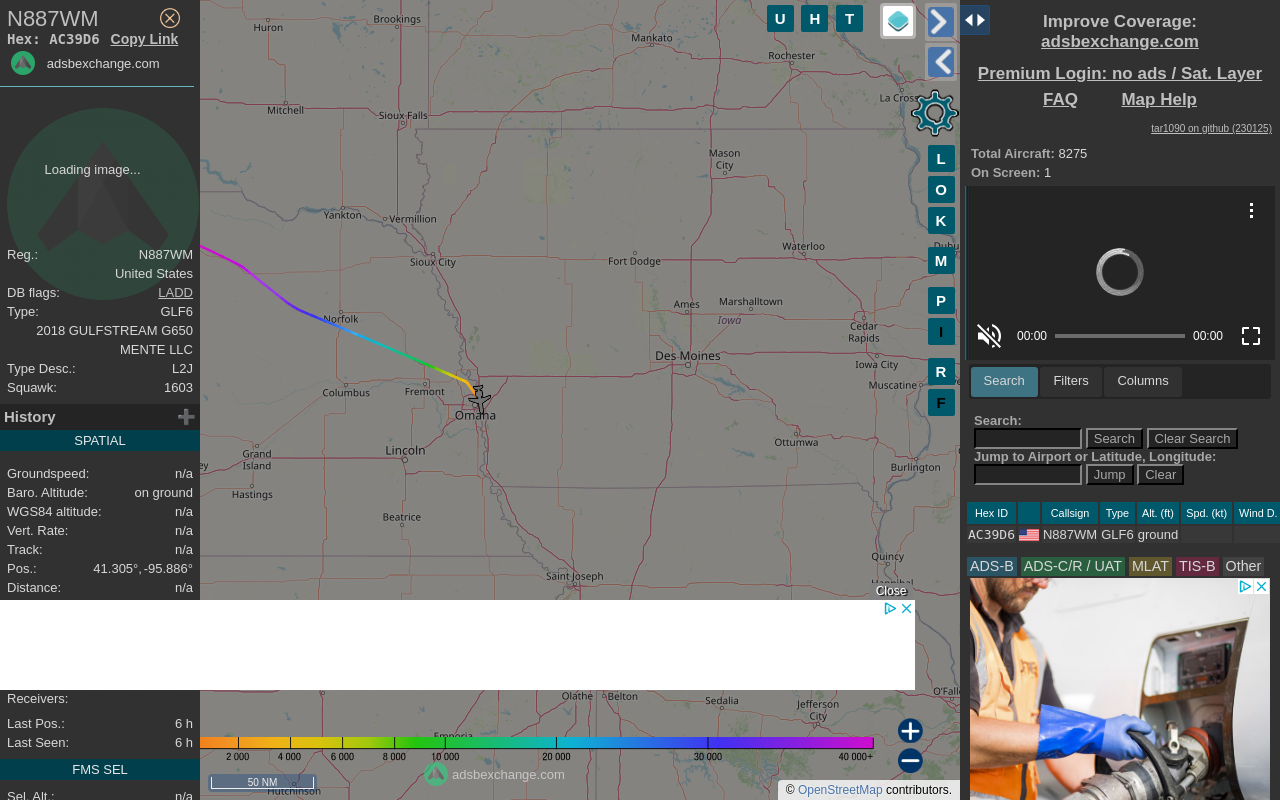 N887WM
Hex: AC39D6 Copy Link
adsbexchange.com
Loading image...
Reg.: N887WM
United States
DB flags: LADD
Type: GLF6
2018 GULFSTREAM G650
MENTE LLC
Type Desc.: L2J
Squawk: 1603
History
SPATIAL
Groundspeed: n/a
Baro. Altitude: on ground
WGS84 altitude: n/a
Vert. Rate: n/a
Track: n/a
Pos.: 41.305°, -95.886°
Distance: n/a
Receivers:
Last Pos.: 6 h
Last Seen: 6 h
FMS SEL
Sel. Alt.: n/a
Huron
Brookings
Mankato
Rochester
La Cross
Mitchell
Sioux Falls
Mason
City
Yankton
Vermillion
Sioux City
Fort Dodge
Waterloo
Dubu
Norfolk
Ames
Marshalltown
Iowa
Cedar
Rapids
Des Moines
Iowa City
Columbus
Fremont
Muscatine
Omaha
Lincoln
Grand
Island
ey
Ottumwa
Burlington
Hastings
Beatrice
Quincy
Saint Joseph
Hannibal
Close
Olathe
Belton
Sedalia
Jefferson
City
O'Falle
Emporia
Hutchinson
U H T
L
O
K
M
P
I
R
F
2 000 4 000 6 000 8 000 10 000 20 000 30 000 40 000+
adsbexchange.com
50 NM
© OpenStreetMap contributors.
Improve Coverage:
adsbexchange.com
Premium Login: no ads / Sat. Layer
FAQ Map Help
tar1090 on github (230125)
Total Aircraft: 8275
On Screen: 1
00:00 00:00
Search Filters Columns
Search:
Search Clear Search
Jump to Airport or Latitude, Longitude:
Jump Clear
Hex ID Callsign Type Alt. (ft) Spd. (kt) Wind D.
AC39D6 N887WM GLF6 ground
ADS-B ADS-C/R / UAT MLAT TIS-B Other